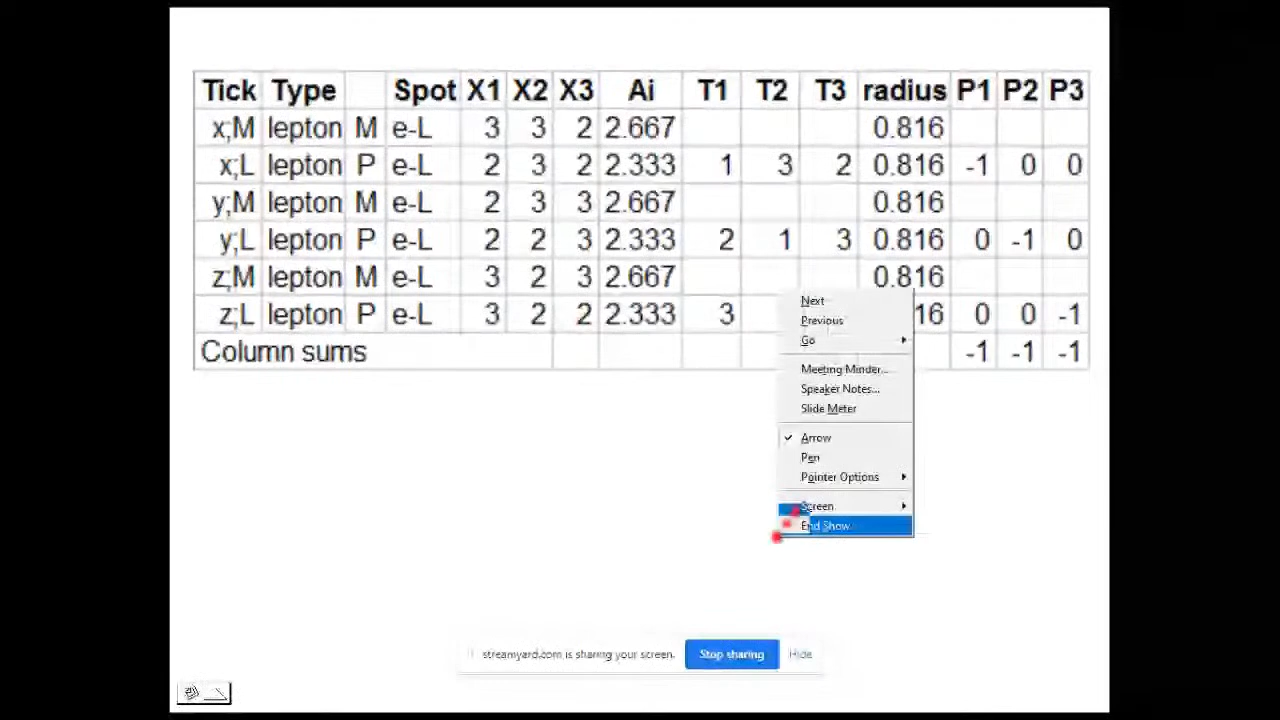 Tick Type Spot X1 X2 X3 Ai T1 T2 T3 radius P1 P2 P3
x;M lepton M e-L 3 3 2 2.667 0.816
x;L lepton P e-L 2 3 2 2.333 1 3 2 0.816 -1 0 0
y;M lepton M e-L 2 3 3 2.667 0.816
y;L lepton P e-L 2 2 3 2.333 2 1 3 0.816 0 -1 0
z;M lepton M e-L 3 2 3 2.667 0.816
z;L lepton P e-L 3 2 2 2.333 3 16 0 0 -1
Column sums -1 -1 -1
Next
Previous
Go
Meeting Minder...
Speaker Notes...
Slide Meter
Arrow
Pen
Pointer Options
Screen
End Show
streamyard.com is sharing your screen. Stop sharing Hide